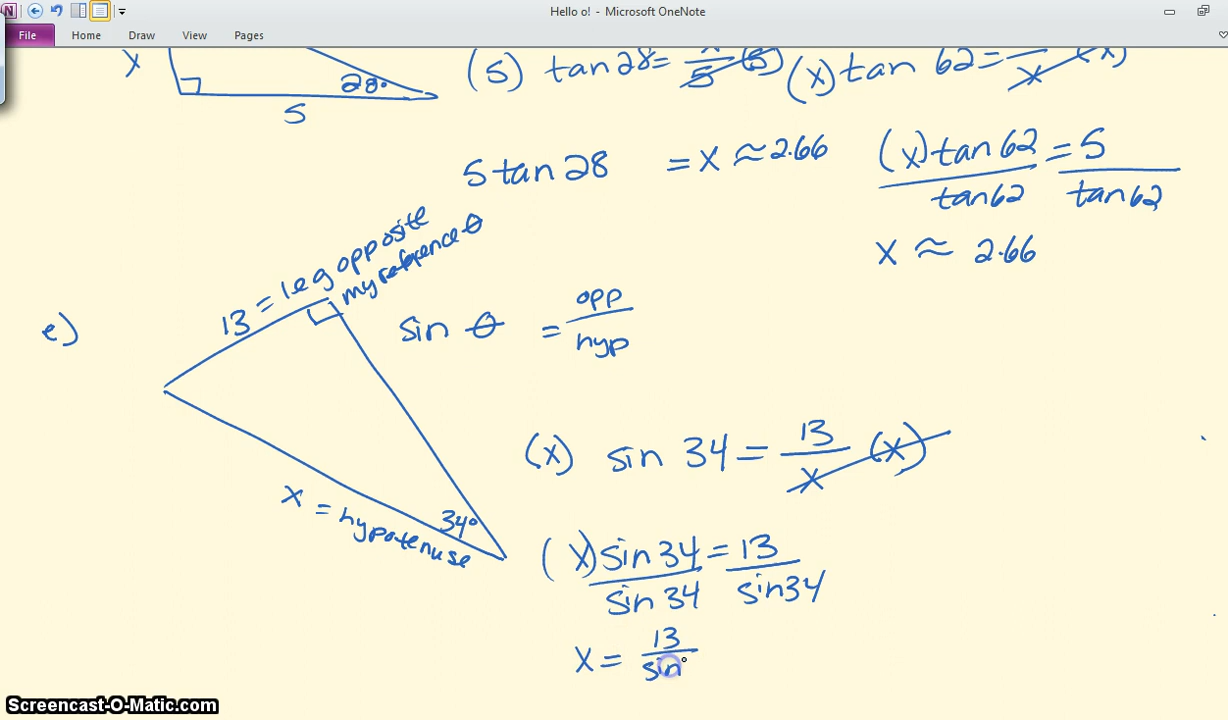 Hello o! - Microsoft OneNote
File Home Draw View Pages
x
28°
5
(5) tan 28 = x/5 (5)
(x) tan 62 = /x (x)
5 tan 28 = x ≈ 2.66
(x) tan 62 = 5
tan 62 tan 62
x ≈ 2.66
e)
13 = leg opposite
my reference θ
sin θ = opp/hyp
(x) sin 34 = 13/x (x)
x = hypotenuse
34°
(x) sin 34 = 13
sin 34 sin 34
x = 13/sin
Screencast-O-Matic.com